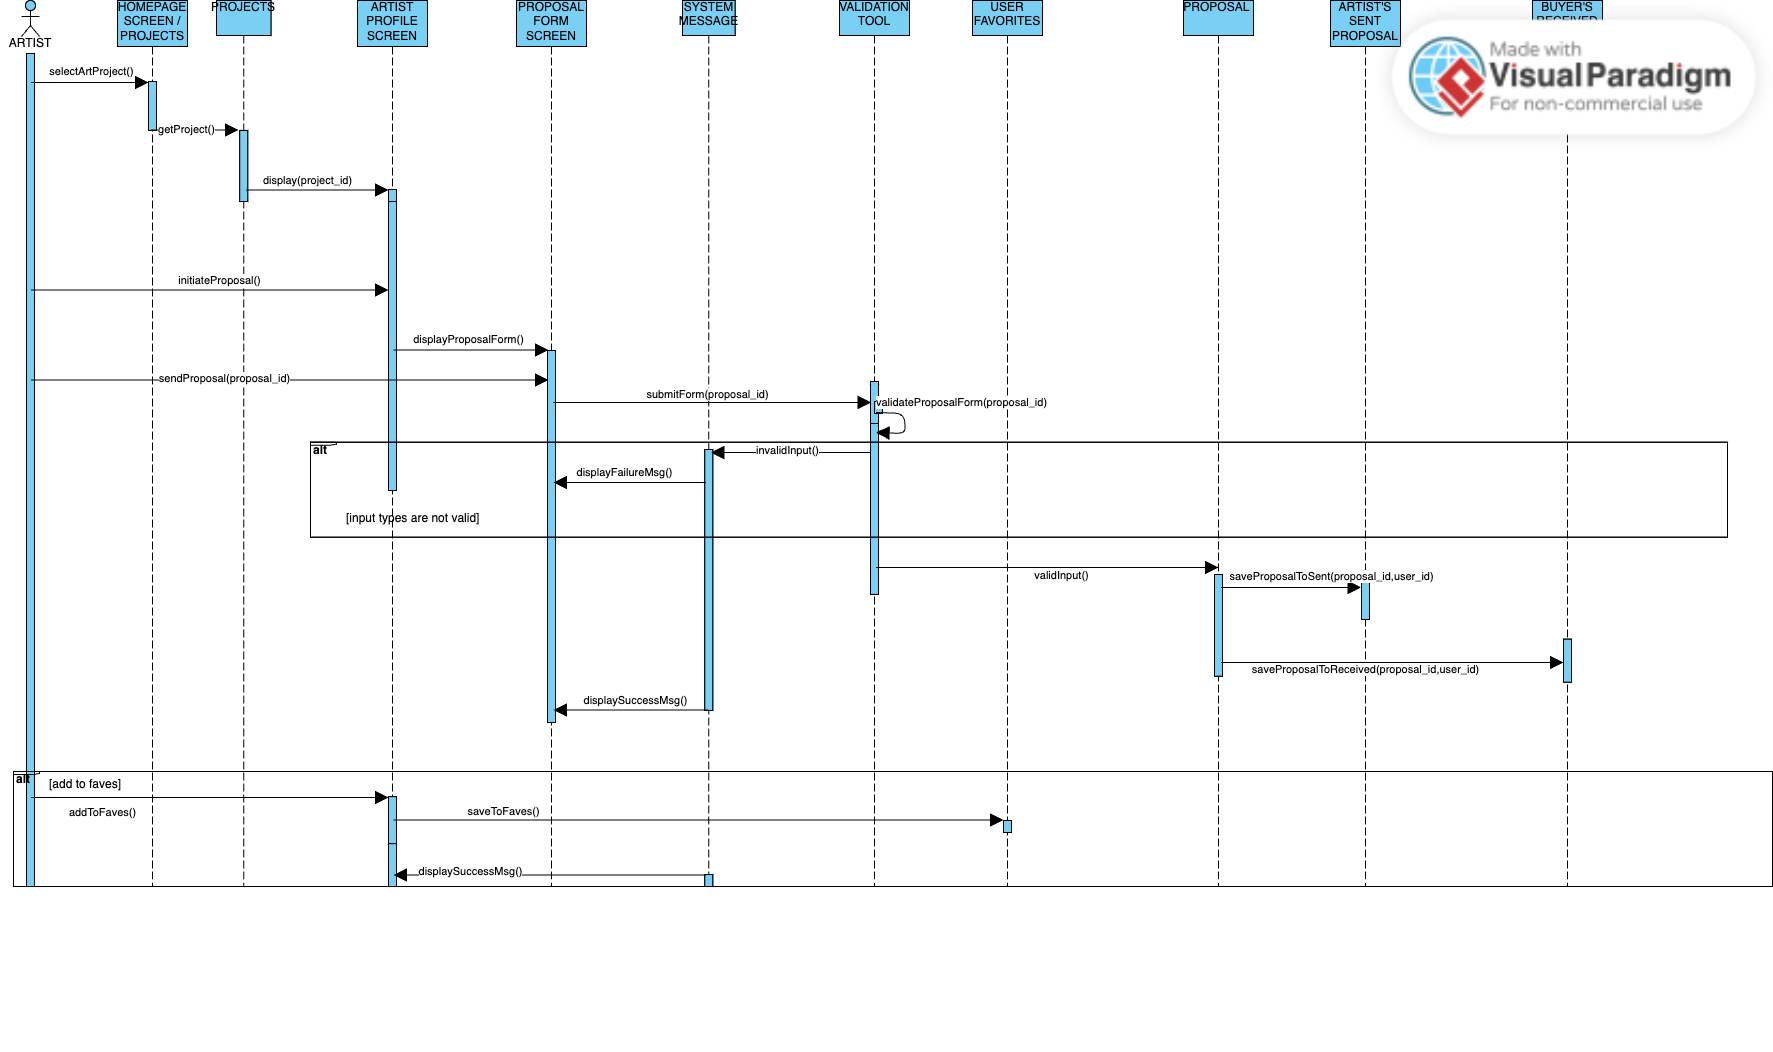 HOMEPAGE
SCREEN /
PROJECTS
PROJECTS
ARTIST
PROFILE
SCREEN
PROPOSAL
FORM
SCREEN
SYSTEM
MESSAGE
VALIDATION
TOOL
USER
FAVORITES
PROPOSAL
ARTIST'S
SENT
PROPOSAL
BUYER'S
RECEIVED
ARTIST
Made with
Visual Paradigm
For non-commercial use
selectArtProject()
getProject()
display(project_id)
initiateProposal()
displayProposalForm()
sendProposal(proposal_id)
submitForm(proposal_id)
validateProposalForm(proposal_id)
alt
invalidInput()
displayFailureMsg()
[input types are not valid]
validInput()
saveProposalToSent(proposal_id,user_id)
saveProposalToReceived(proposal_id,user_id)
displaySuccessMsg()
alt
[add to faves]
addToFaves()
saveToFaves()
displaySuccessMsg()